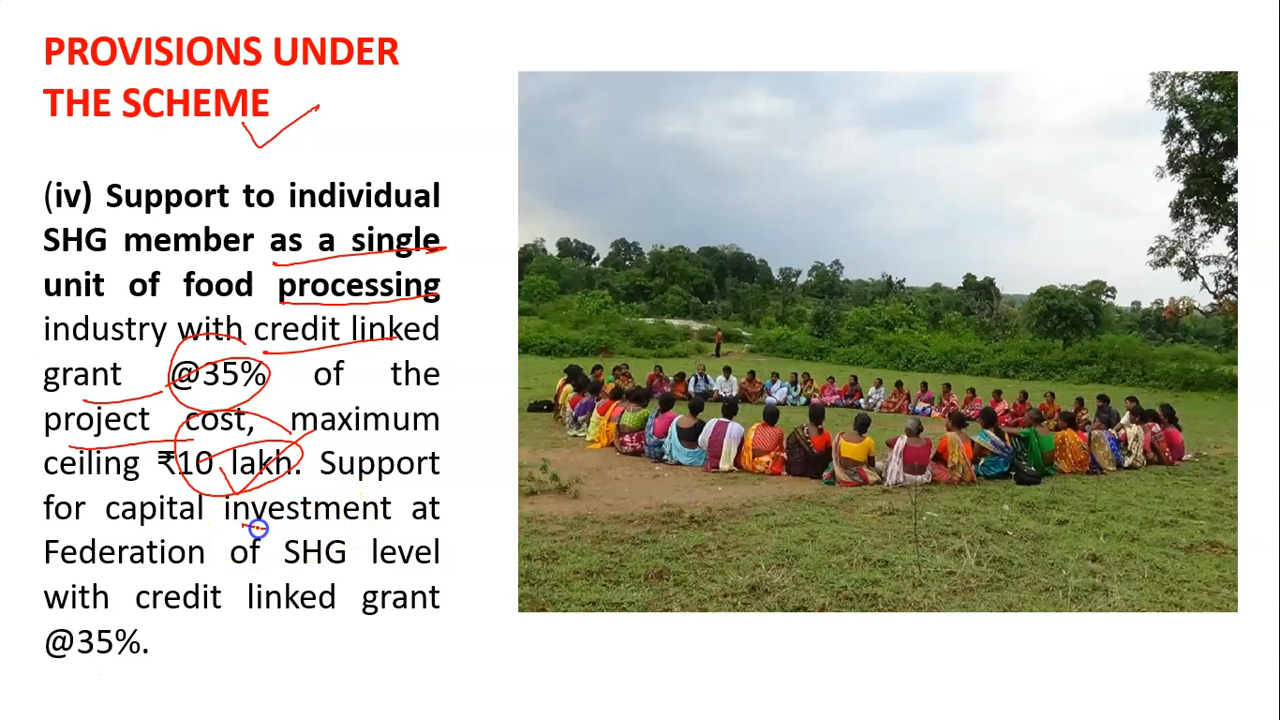 PROVISIONS UNDER
THE SCHEME
(iv) Support to individual
SHG member as a single
unit of food processing
industry with credit linked
grant @35% of the
project cost, maximum
ceiling ₹10 lakh. Support
for capital investment at
Federation of SHG level
with credit linked grant
@35%.